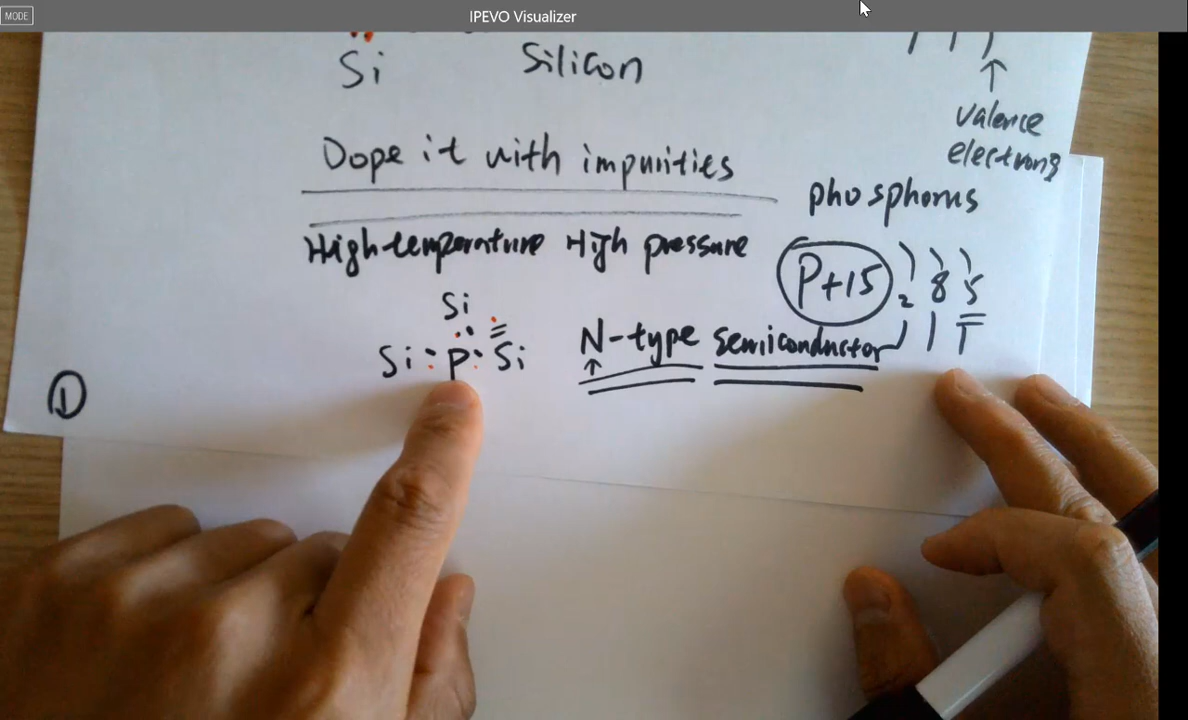 MODE
IPEVO Visualizer
Si Silicon
valence
electrons
Dope it with impurities
phosphorus
High-temperature High pressure
P+15 2 8 5
Si
Si : P : Si
N-type semiconductor
1